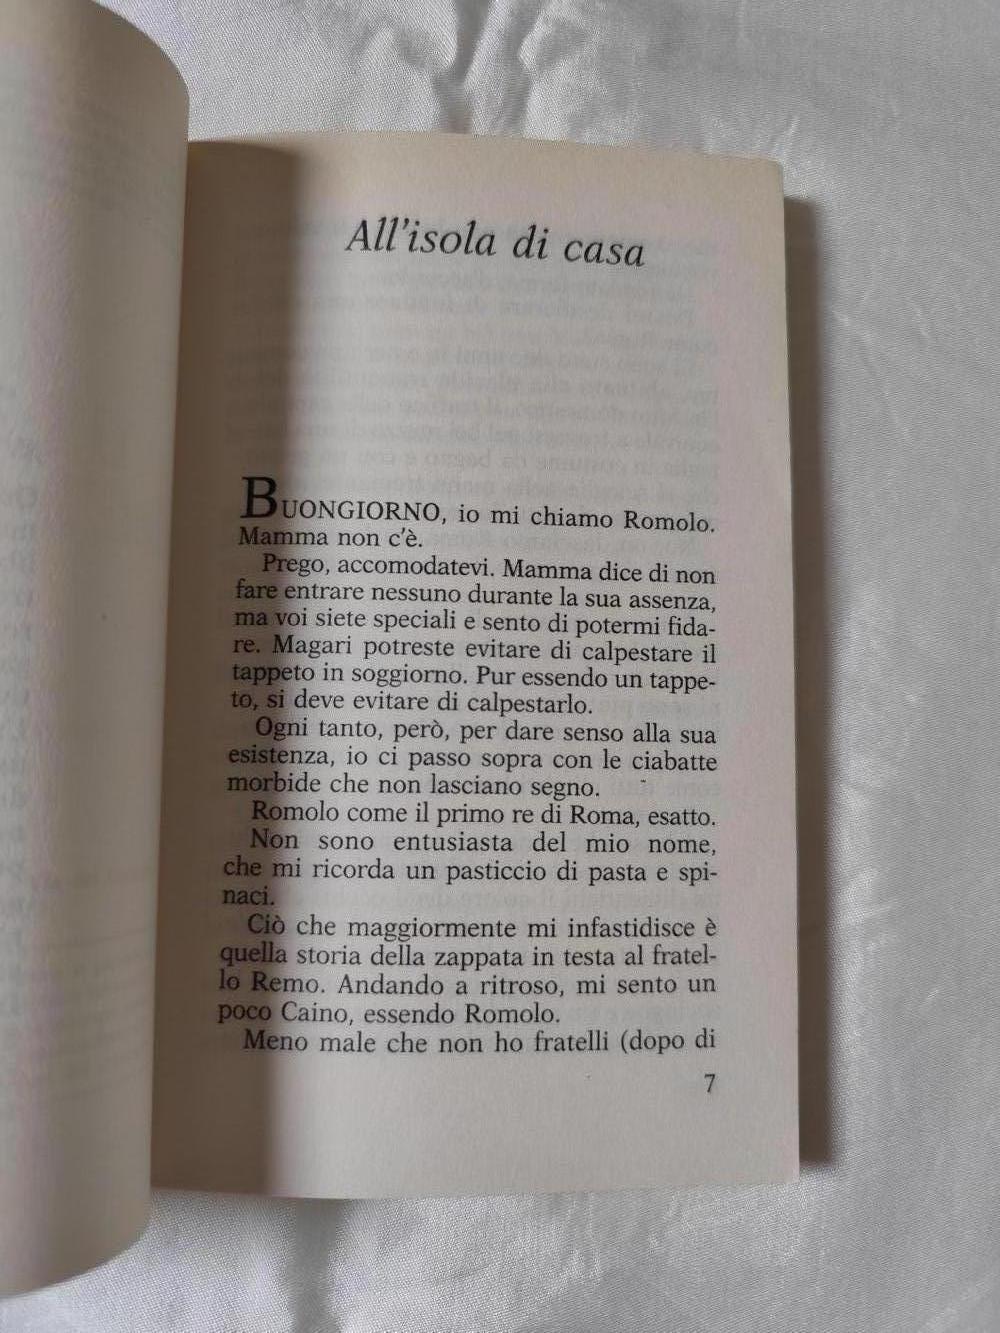 All'isola di casa
BUONGIORNO, io mi chiamo Romolo.
Mamma non c'è.
Prego, accomodatevi. Mamma dice di non
fare entrare nessuno durante la sua assenza,
ma voi siete speciali e sento di potermi fida-
re. Magari potreste evitare di calpestare il
tappeto in soggiorno. Pur essendo un tappe-
to, si deve evitare di calpestarlo.
Ogni tanto, però, per dare senso alla sua
esistenza, io ci passo sopra con le ciabatte
morbide che non lasciano segno.
Romolo come il primo re di Roma, esatto.
Non sono entusiasta del mio nome,
che mi ricorda un pasticcio di pasta e spi-
naci.
Ciò che maggiormente mi infastidisce è
quella storia della zappata in testa al fratel-
lo Remo. Andando a ritroso, mi sento un
poco Caino, essendo Romolo.
Meno male che non ho fratelli (dopo di
7